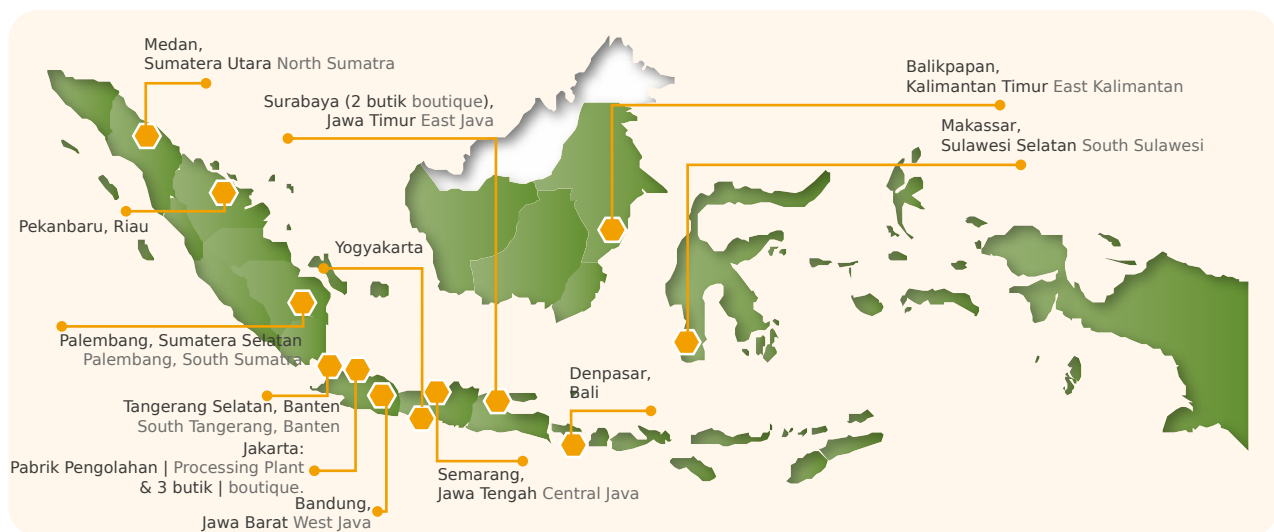 Medan,
Sumatera Utara North Sumatra
Surabaya (2 butik boutique),
Jawa Timur East Java
Balikpapan,
Kalimantan Timur East Kalimantan
Makassar,
Sulawesi Selatan South Sulawesi
Pekanbaru, Riau
Yogyakarta
Palembang, Sumatera Selatan
Palembang, South Sumatra
Denpasar,
Bali
Tangerang Selatan, Banten
South Tangerang, Banten
Jakarta:
Pabrik Pengolahan | Processing Plant
& 3 butik | boutique.
Semarang,
Jawa Tengah Central Java
Bandung,
Jawa Barat West Java